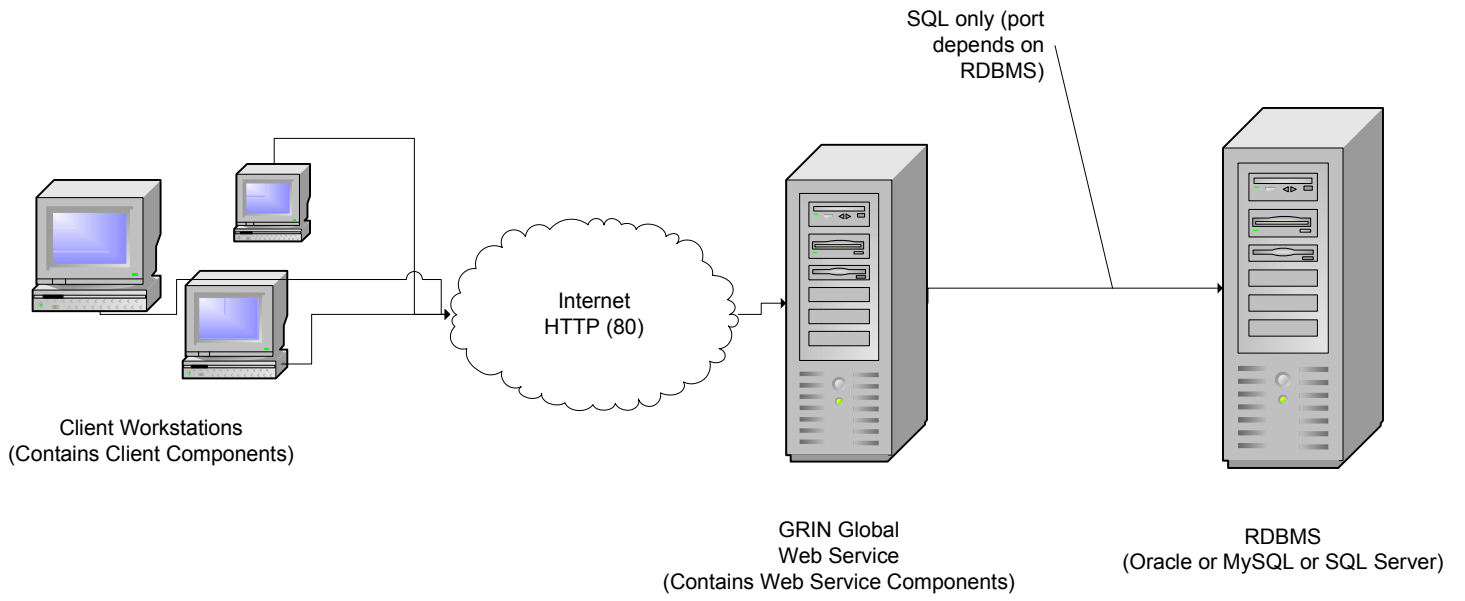 SQL only (port
depends on
RDBMS)
Internet
HTTP (80)
Client Workstations
(Contains Client Components)
GRIN Global
Web Service
(Contains Web Service Components)
RDBMS
(Oracle or MySQL or SQL Server)